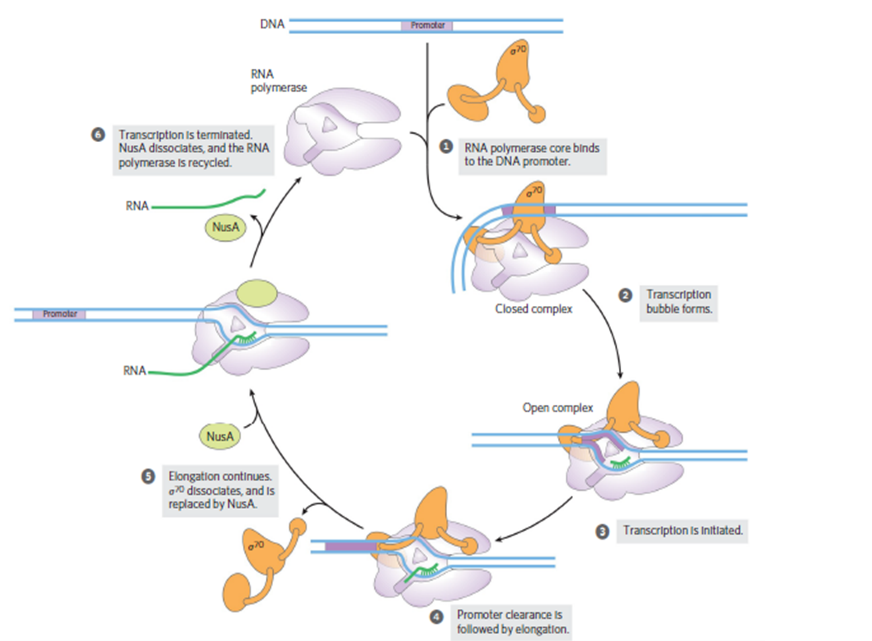 DNA
Promoter
σ70
RNA
polymerase
6 Transcription is terminated.
NusA dissociates, and the RNA
polymerase is recycled.
1 RNA polymerase core binds
to the DNA promoter.
σ70
RNA
NusA
Closed complex
2 Transcription
bubble forms.
Promoter
RNA
Open complex
NusA
5 Elongation continues.
σ70 dissociates, and is
replaced by NusA.
3 Transcription is initiated.
σ70
4 Promoter clearance is
followed by elongation.